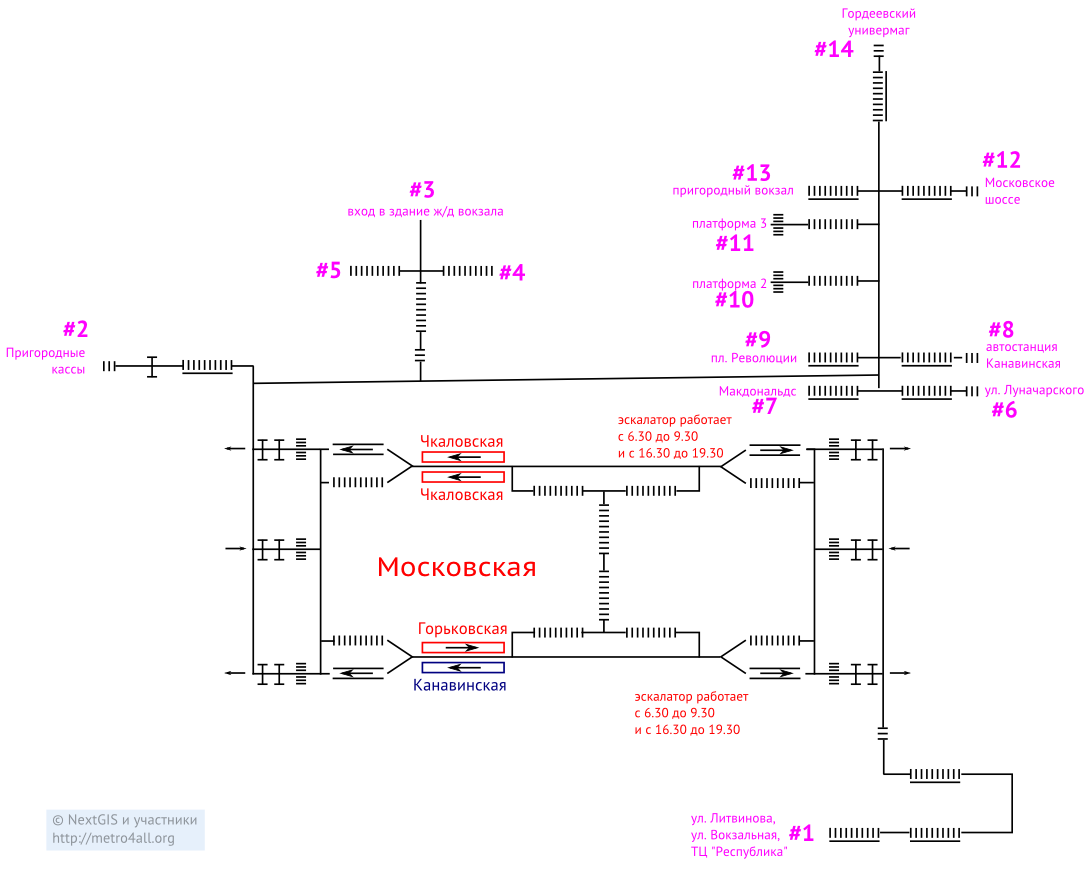 Гордеевский
универмаг
#14
#13
пригородный вокзал
#12
Московское
шоссе
#3
вход в здание ж/д вокзала
платформа 3
#11
#5
#4
платформа 2
#10
#2
Пригородные
кассы
#9
пл. Революции
#8
автостанция
Канавинская
Макдональдс
#7
ул. Луначарского
#6
эскалатор работает
с 6.30 до 9.30
и с 16.30 до 19.30
Чкаловская
Чкаловская
Московская
Горьковская
Канавинская
эскалатор работает
с 6.30 до 9.30
и с 16.30 до 19.30
© NextGIS и участники
http://metro4all.org
ул. Литвинова,
ул. Вокзальная,
ТЦ "Республика"
#1